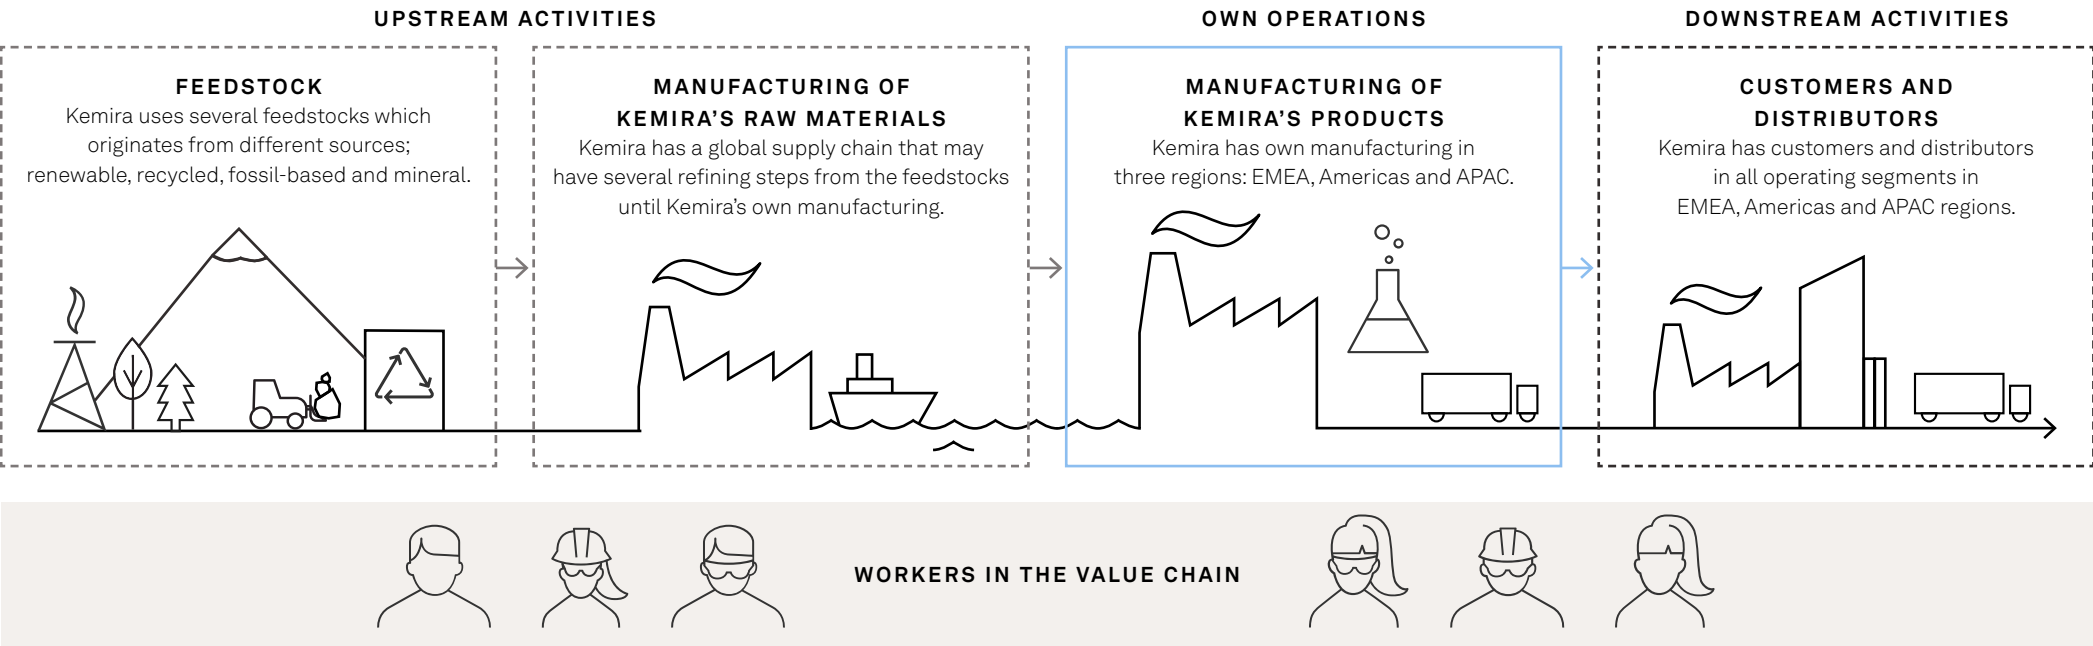 UPSTREAM ACTIVITIES
OWN OPERATIONS
DOWNSTREAM ACTIVITIES
FEEDSTOCK
Kemira uses several feedstocks which
originates from different sources;
renewable, recycled, fossil-based and mineral.
MANUFACTURING OF
KEMIRA’S RAW MATERIALS
Kemira has a global supply chain that may
have several refining steps from the feedstocks
until Kemira’s own manufacturing.
MANUFACTURING OF
KEMIRA’S PRODUCTS
Kemira has own manufacturing in
three regions: EMEA, Americas and APAC.
CUSTOMERS AND
DISTRIBUTORS
Kemira has customers and distributors
in all operating segments in
EMEA, Americas and APAC regions.
WORKERS IN THE VALUE CHAIN